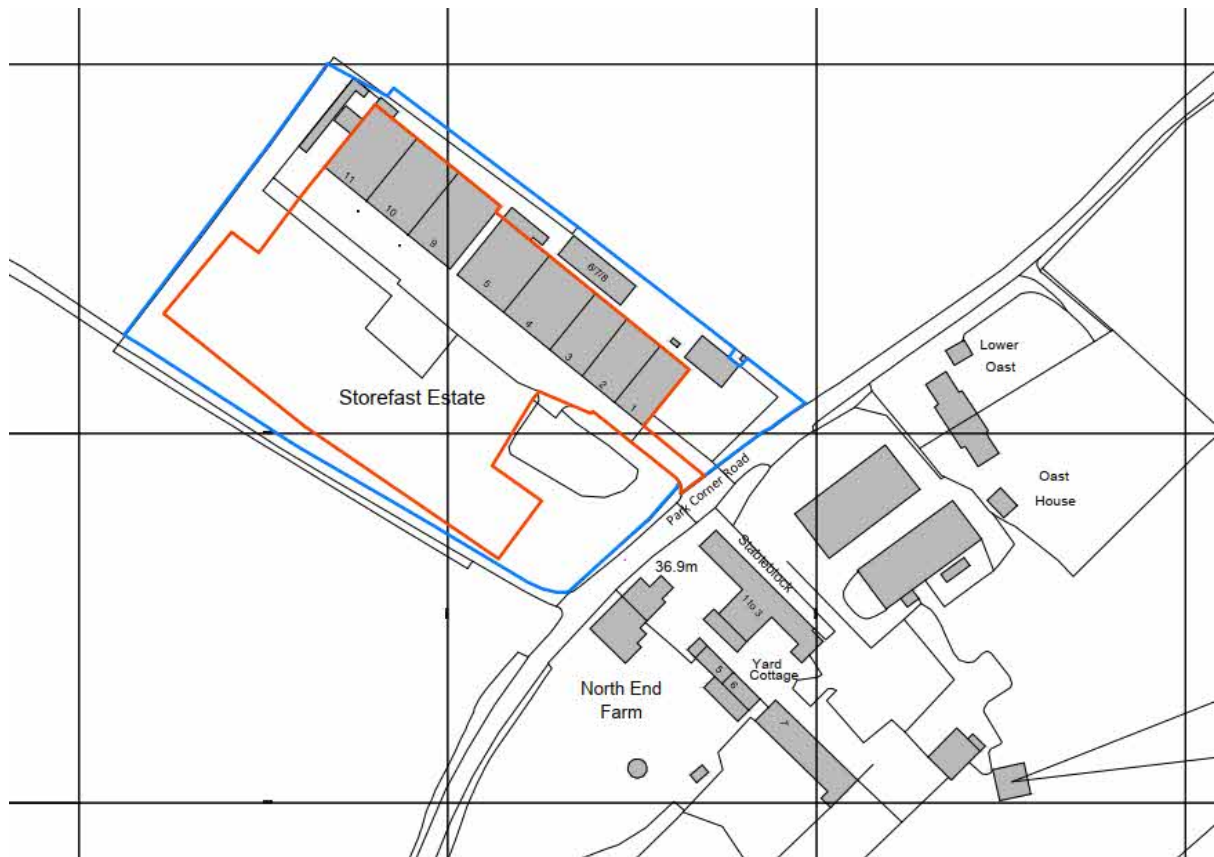 11
10
9
5
6/7/8
4
3
2
1
Lower
Oast
Storefast Estate
Park Corner Road
Oast
House
Stableblock
36.9m
1 to 3
Yard
Cottage
5
6
North End
Farm
7